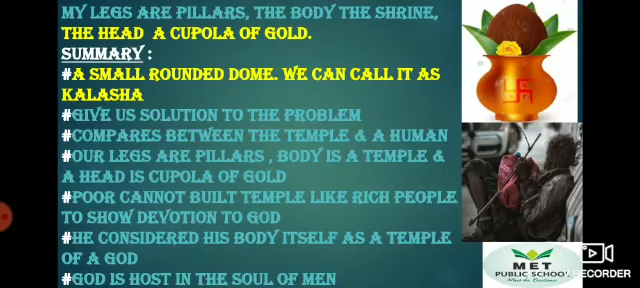 MY LEGS ARE PILLARS, THE BODY THE SHRINE,
THE HEAD A CUPOLA OF GOLD.
SUMMARY :
#A SMALL ROUNDED DOME. WE CAN CALL IT AS
KALASHA
#GIVE US SOLUTION TO THE PROBLEM
#COMPARES BETWEEN THE TEMPLE & A HUMAN
#OUR LEGS ARE PILLARS , BODY IS A TEMPLE &
A HEAD IS CUPOLA OF GOLD
#POOR CANNOT BUILT TEMPLE LIKE RICH PEOPLE
TO SHOW DEVOTION TO GOD
#HE CONSIDERED HIS BODY ITSELF AS A TEMPLE
OF A GOD
#GOD IS HOST IN THE SOUL OF MEN
MET
PUBLIC SCHOOL
RECORDER